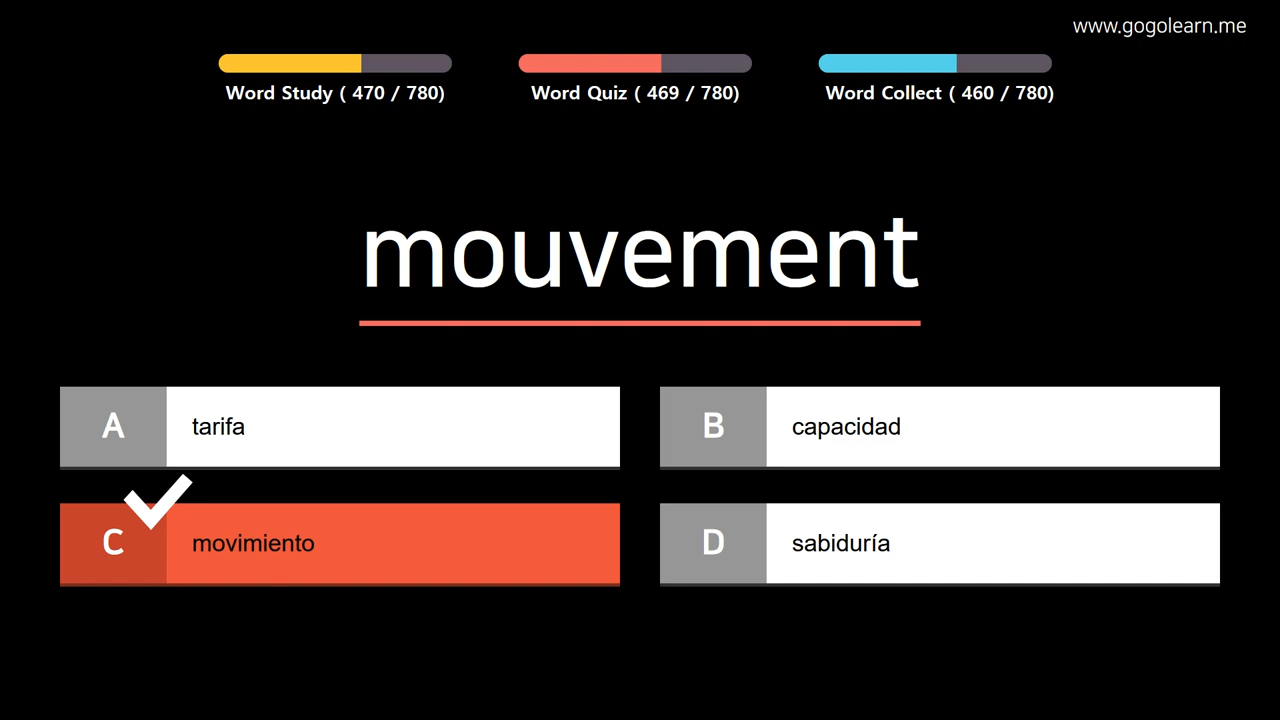 www.gogolearn.me
Word Study ( 470 / 780)
Word Quiz ( 469 / 780)
Word Collect ( 460 / 780)
mouvement
A
tarifa
B
capacidad
C
movimiento
D
sabiduría